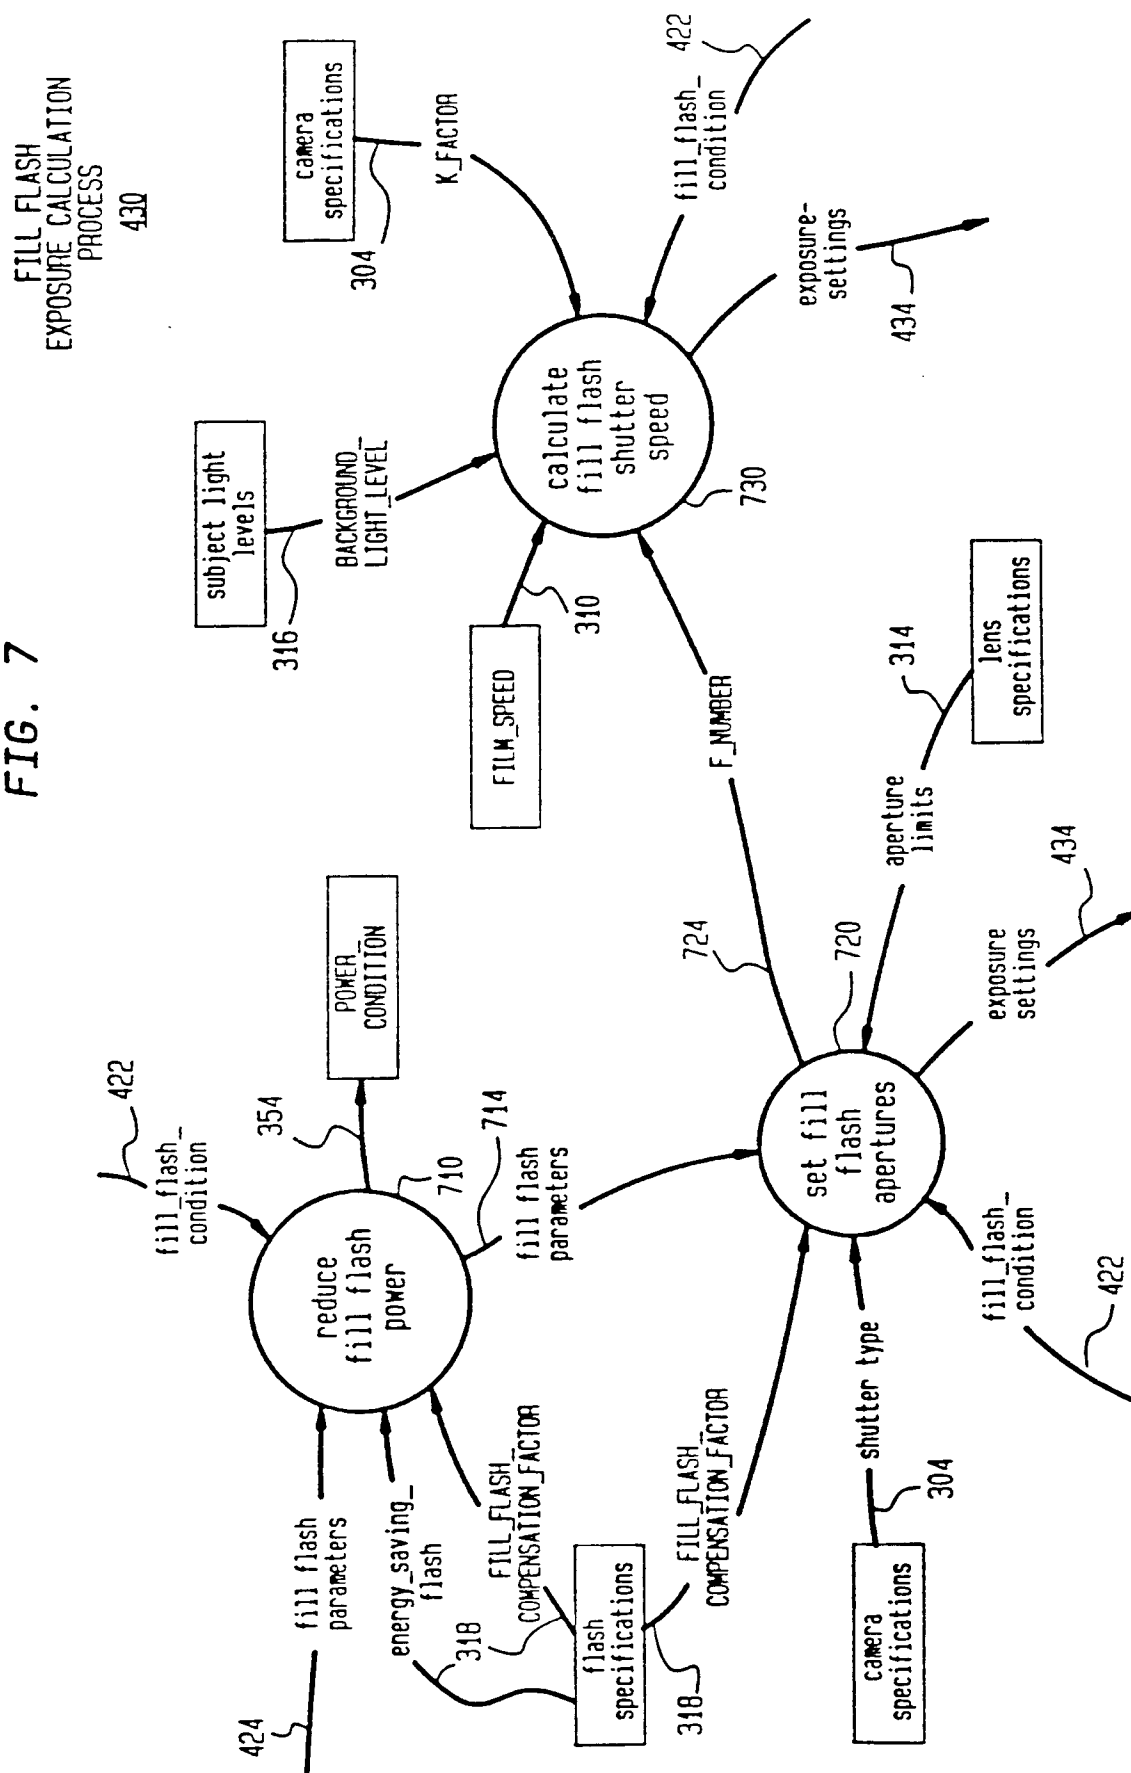 FIG. 7
FILL FLASH
EXPOSURE CALCULATION
PROCESS
430
424
fill flash
parameters
energy_saving_
flash
318
FILL_FLASH_
COMPENSATION_FACTOR
flash
specifications
318
FILL_FLASH_
COMPENSATION_FACTOR
camera
specifications
304
shutter type
422
fill_flash_
condition
reduce
fill flash
power
710
354
POWER_
CONDITION
714
fill flash
parameters
set fill
flash
apertures
720
fill_flash_
condition
422
exposure
settings
434
724
F_NUMBER
aperture
limits
314
lens
specifications
FILM_SPEED
310
subject light
levels
316
BACKGROUND_
LIGHT_LEVEL
calculate
fill flash
shutter
speed
730
camera
specifications
304
K_FACTOR
fill_flash_
condition
422
exposure-
settings
434